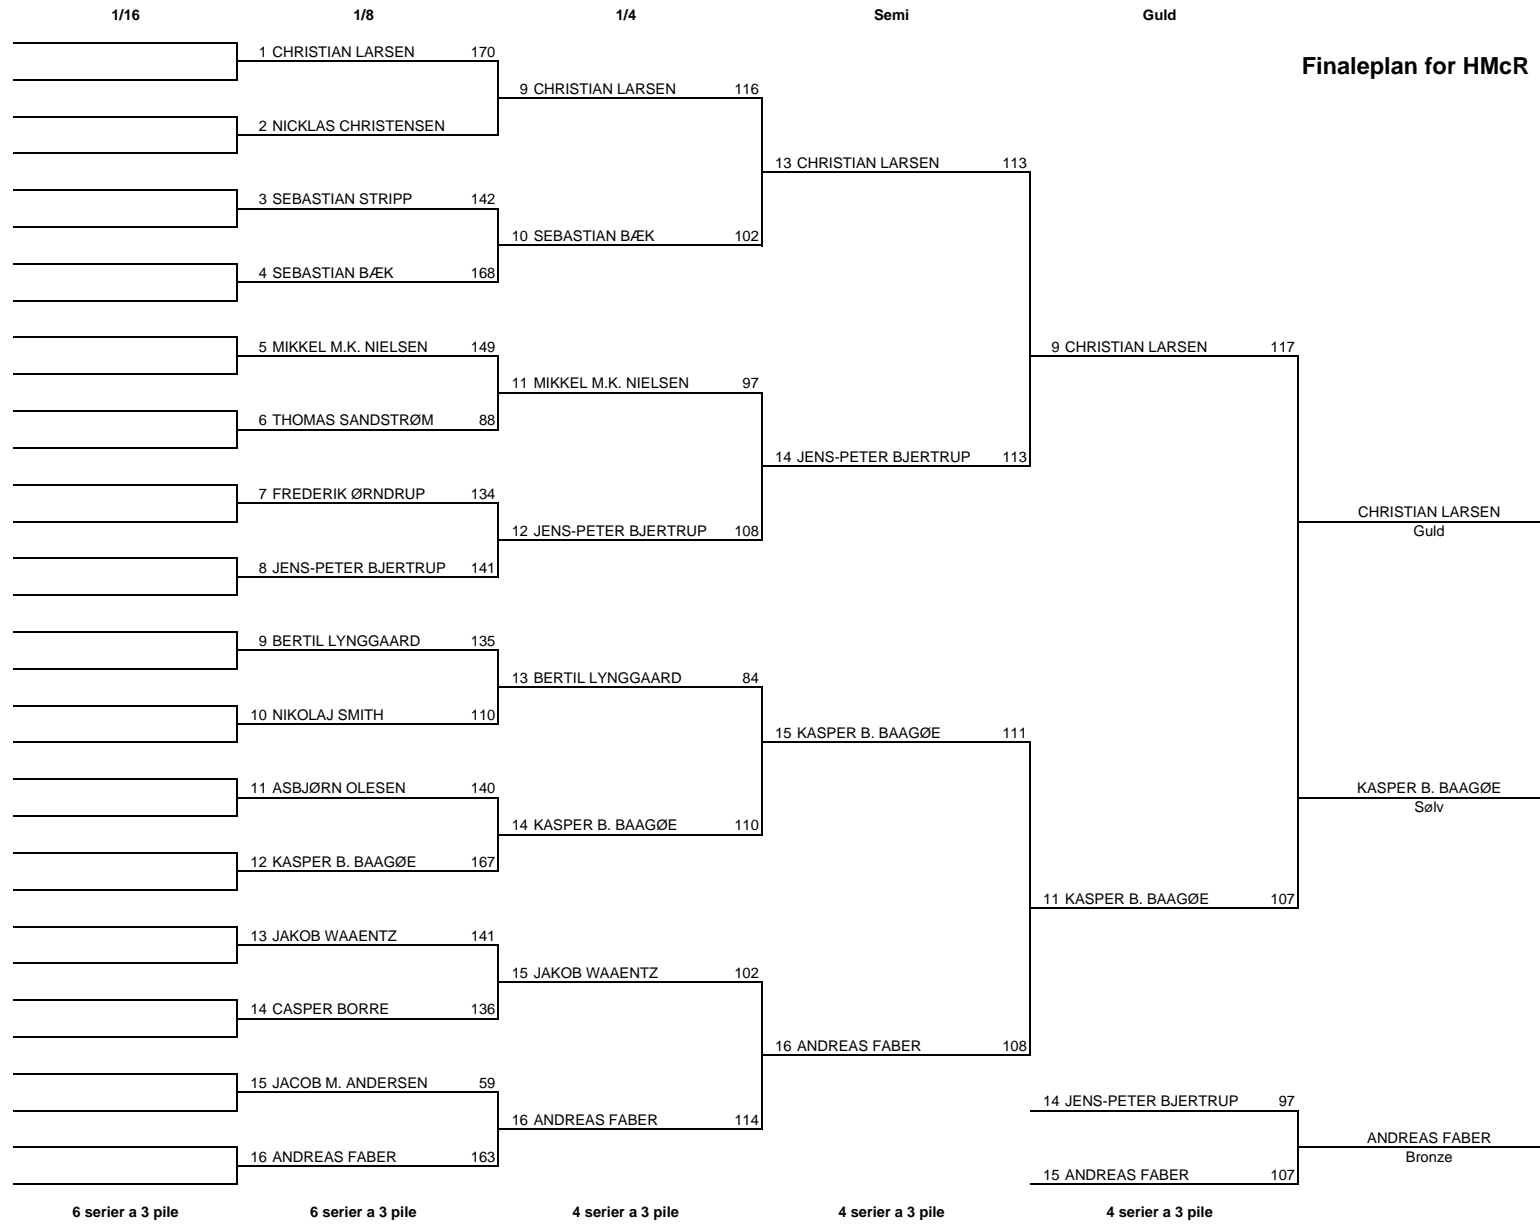 1/16 1/8 1/4 Semi Guld
Finaleplan for HMcR
1 CHRISTIAN LARSEN 170
9 CHRISTIAN LARSEN 116
2 NICKLAS CHRISTENSEN
13 CHRISTIAN LARSEN 113
3 SEBASTIAN STRIPP 142
10 SEBASTIAN BÆK 102
4 SEBASTIAN BÆK 168
5 MIKKEL M.K. NIELSEN 149
9 CHRISTIAN LARSEN 117
11 MIKKEL M.K. NIELSEN 97
6 THOMAS SANDSTRØM 88
14 JENS-PETER BJERTRUP 113
7 FREDERIK ØRNDRUP 134
CHRISTIAN LARSEN
Guld
12 JENS-PETER BJERTRUP 108
8 JENS-PETER BJERTRUP 141
9 BERTIL LYNGGAARD 135
13 BERTIL LYNGGAARD 84
10 NIKOLAJ SMITH 110
15 KASPER B. BAAGØE 111
11 ASBJØRN OLESEN 140
KASPER B. BAAGØE
Sølv
14 KASPER B. BAAGØE 110
12 KASPER B. BAAGØE 167
11 KASPER B. BAAGØE 107
13 JAKOB WAAENTZ 141
15 JAKOB WAAENTZ 102
14 CASPER BORRE 136
16 ANDREAS FABER 108
15 JACOB M. ANDERSEN 59
14 JENS-PETER BJERTRUP 97
16 ANDREAS FABER 114
ANDREAS FABER
Bronze
16 ANDREAS FABER 163
15 ANDREAS FABER 107
6 serier a 3 pile 6 serier a 3 pile 4 serier a 3 pile 4 serier a 3 pile 4 serier a 3 pile